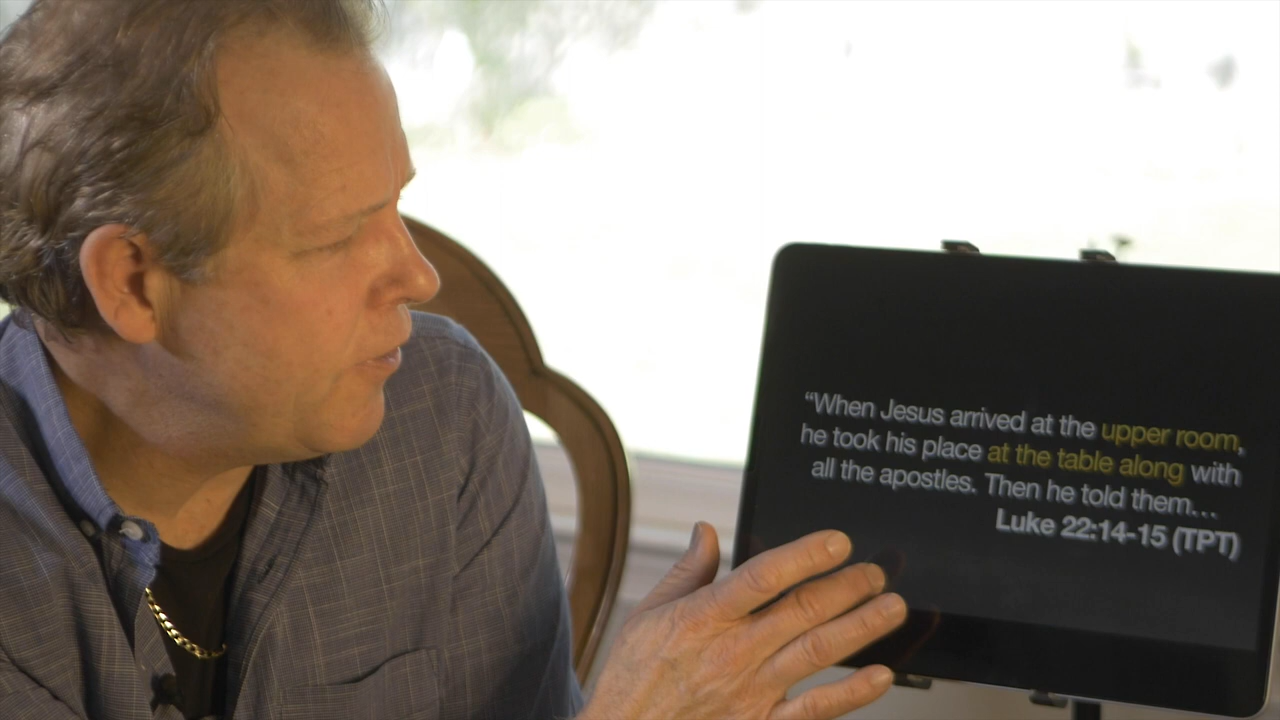 “When Jesus arrived at the upper room,
he took his place at the table along with
all the apostles. Then he told them…
Luke 22:14-15 (TPT)